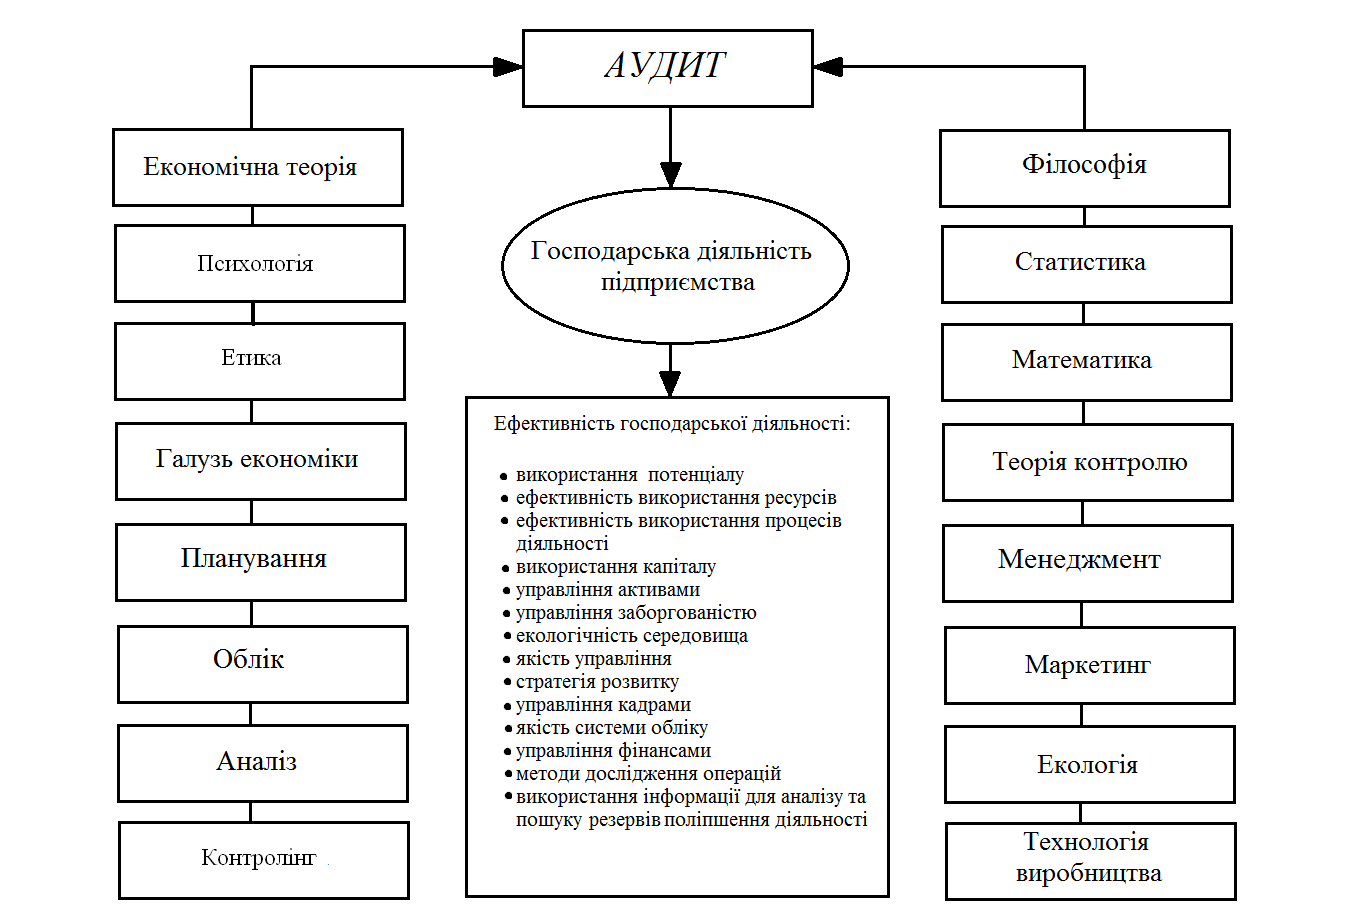 АУДИТ
Економічна теорія
Психологія
Етика
Галузь економіки
Планування
Облік
Аналіз
Контролінг
Господарська діяльність
підприємства
Ефективність господарської діяльності:
• використання потенціалу
• ефективність використання ресурсів
• ефективність використання процесів
діяльності
• використання капіталу
• управління активами
• управління заборгованістю
• екологічність середовища
• якість управління
• стратегія розвитку
• управління кадрами
• якість системи обліку
• управління фінансами
• методи дослідження операцій
• використання інформації для аналізу та
пошуку резервів поліпшення діяльності
Філософія
Статистика
Математика
Теорія контролю
Менеджмент
Маркетинг
Екологія
Технологія
виробництва